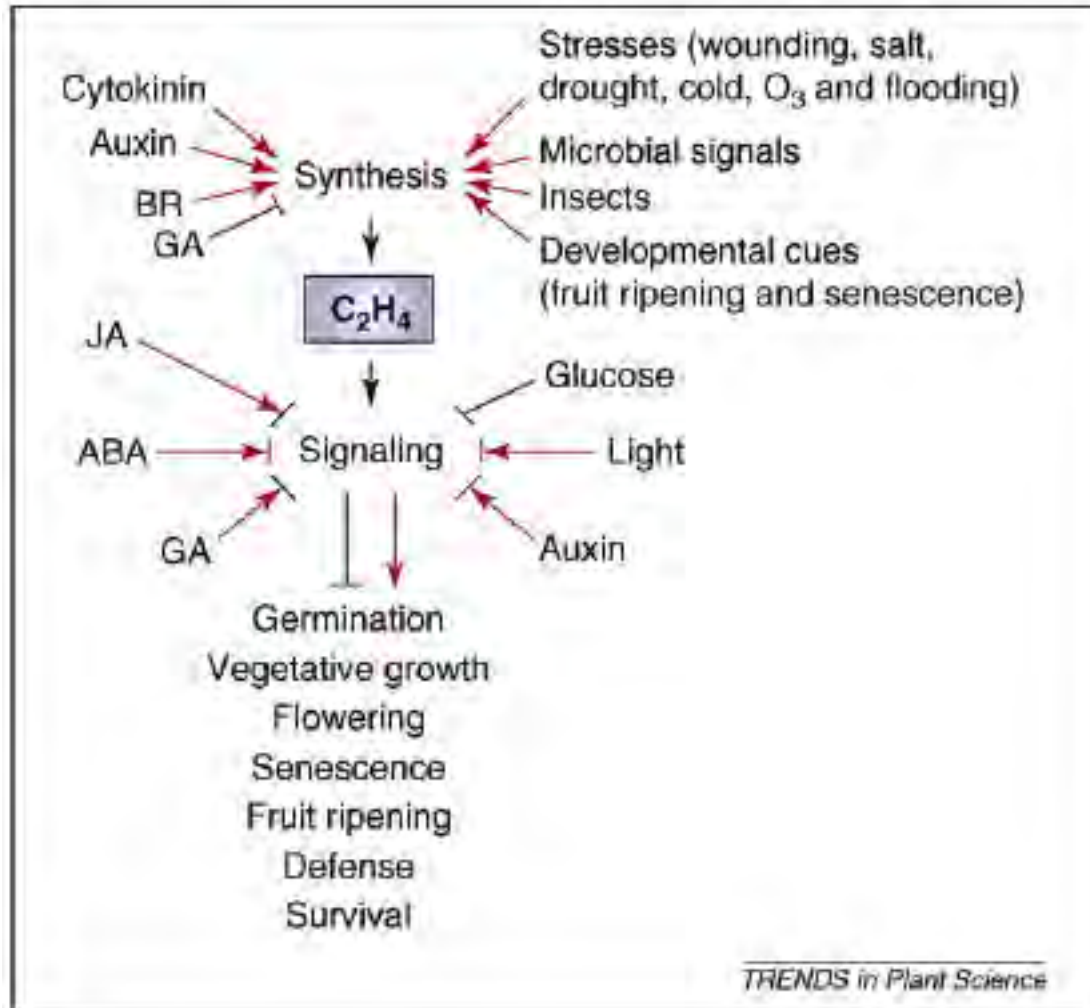 Cytokinin
Auxin
BR
GA
Synthesis
Stresses (wounding, salt,
drought, cold, O₃ and flooding)
Microbial signals
Insects
Developmental cues
(fruit ripening and senescence)
C₂H₄
JA
ABA
GA
Signaling
Glucose
Light
Auxin
Germination
Vegetative growth
Flowering
Senescence
Fruit ripening
Defense
Survival
TRENDS in Plant Science